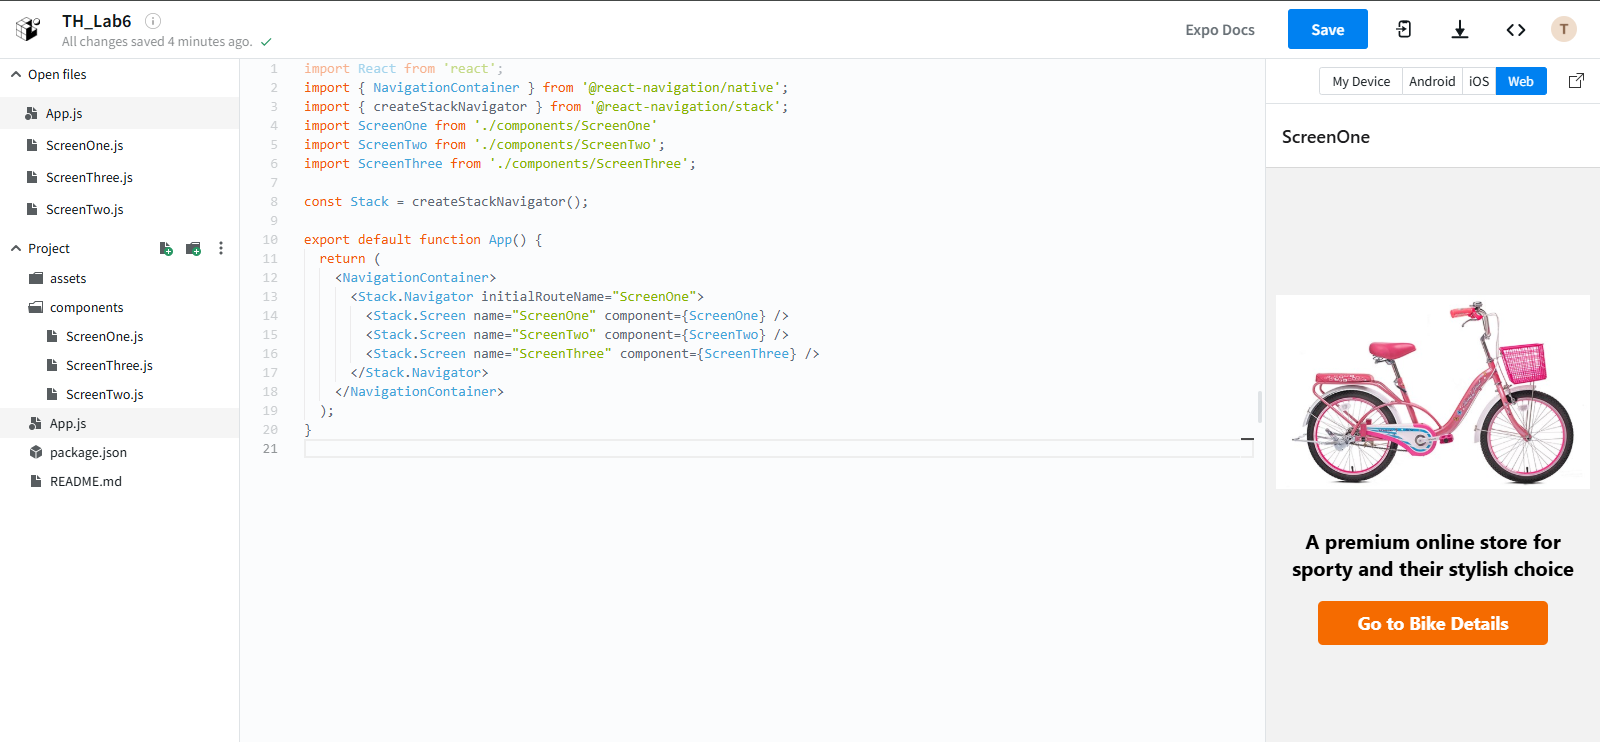 TH_Lab6
All changes saved 4 minutes ago.
Expo Docs
Save
T
Open files
App.js
ScreenOne.js
ScreenThree.js
ScreenTwo.js
Project
assets
components
ScreenOne.js
ScreenThree.js
ScreenTwo.js
App.js
package.json
README.md
1 import React from 'react';
2 import { NavigationContainer } from '@react-navigation/native';
3 import { createStackNavigator } from '@react-navigation/stack';
4 import ScreenOne from './components/ScreenOne'
5 import ScreenTwo from './components/ScreenTwo';
6 import ScreenThree from './components/ScreenThree';
7
8 const Stack = createStackNavigator();
9
10 export default function App() {
11 return (
12 <NavigationContainer>
13 <Stack.Navigator initialRouteName="ScreenOne">
14 <Stack.Screen name="ScreenOne" component={ScreenOne} />
15 <Stack.Screen name="ScreenTwo" component={ScreenTwo} />
16 <Stack.Screen name="ScreenThree" component={ScreenThree} />
17 </Stack.Navigator>
18 </NavigationContainer>
19 );
20 }
21
My Device Android iOS Web
ScreenOne
A premium online store for
sporty and their stylish choice
Go to Bike Details